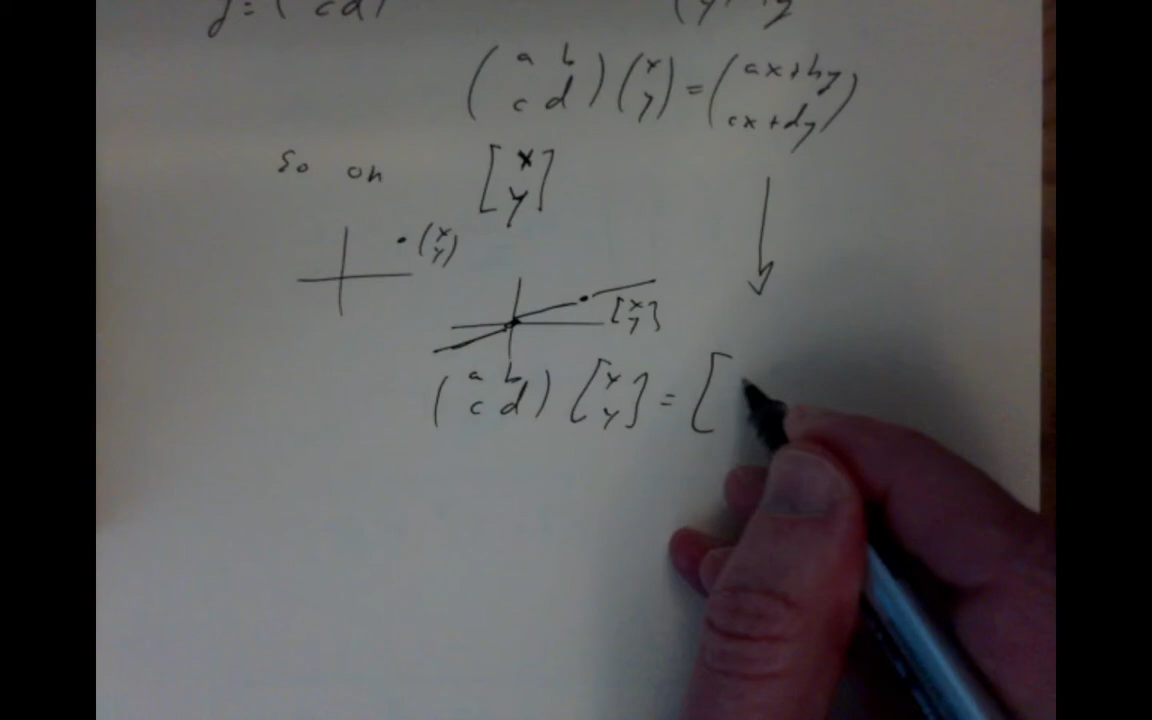 g = ( c d )
( y ) y
( a b c d ) ( x y ) = ( ax + by cx + dy )
so on [ x y ]
( x y )
[ x y ]
( a b c d ) [ x y ] = [